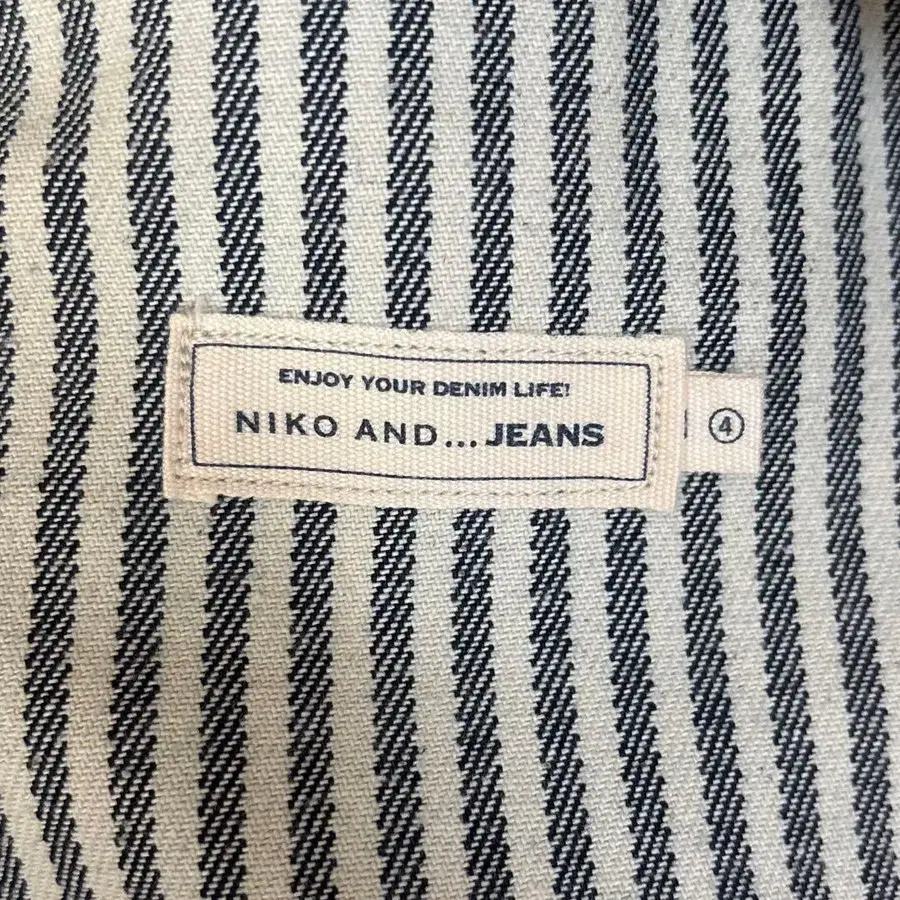 ENJOY YOUR DENIM LIFE!
NIKO AND...JEANS
④